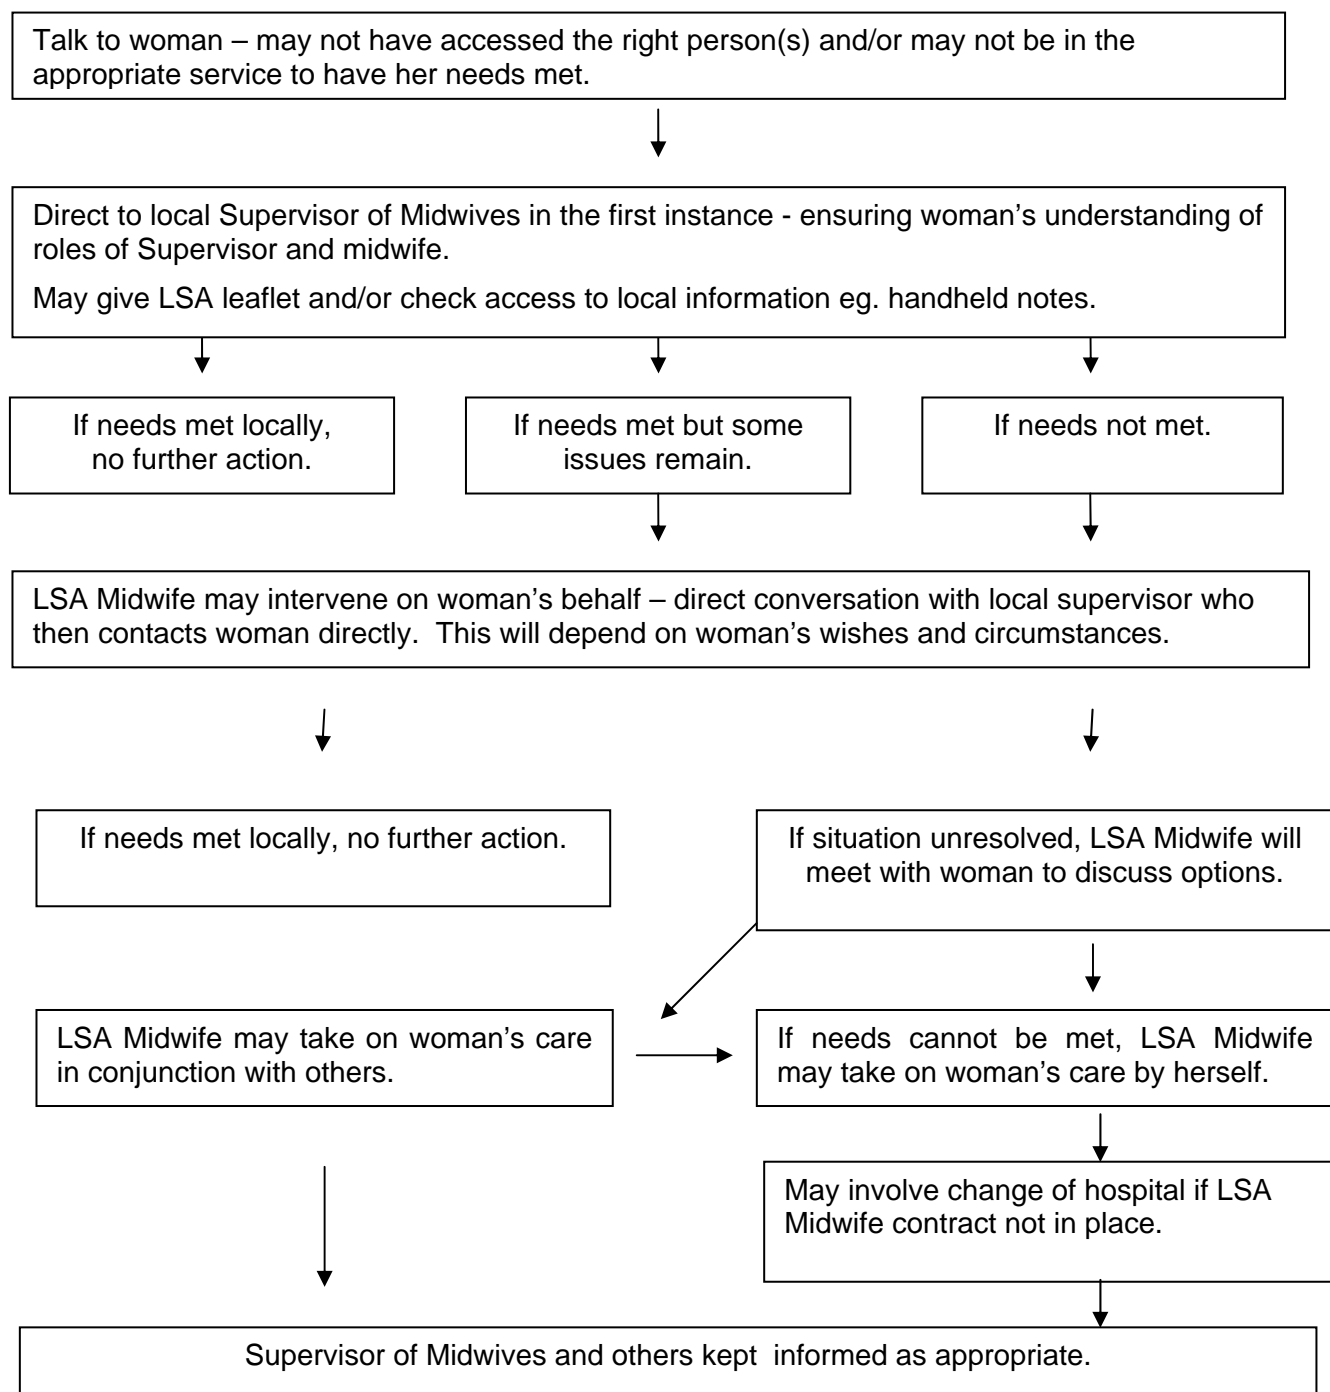 Talk to woman – may not have accessed the right person(s) and/or may not be in the
appropriate service to have her needs met.
Direct to local Supervisor of Midwives in the first instance - ensuring woman’s understanding of
roles of Supervisor and midwife.
May give LSA leaflet and/or check access to local information eg. handheld notes.
If needs met locally,
no further action.
If needs met but some
issues remain.
If needs not met.
LSA Midwife may intervene on woman’s behalf – direct conversation with local supervisor who
then contacts woman directly.  This will depend on woman’s wishes and circumstances.
If needs met locally, no further action.
If situation unresolved, LSA Midwife will
meet with woman to discuss options.
LSA Midwife may take on woman’s care
in conjunction with others.
If needs cannot be met, LSA Midwife
may take on woman’s care by herself.
May involve change of hospital if LSA
Midwife contract not in place.
Supervisor of Midwives and others kept  informed as appropriate.